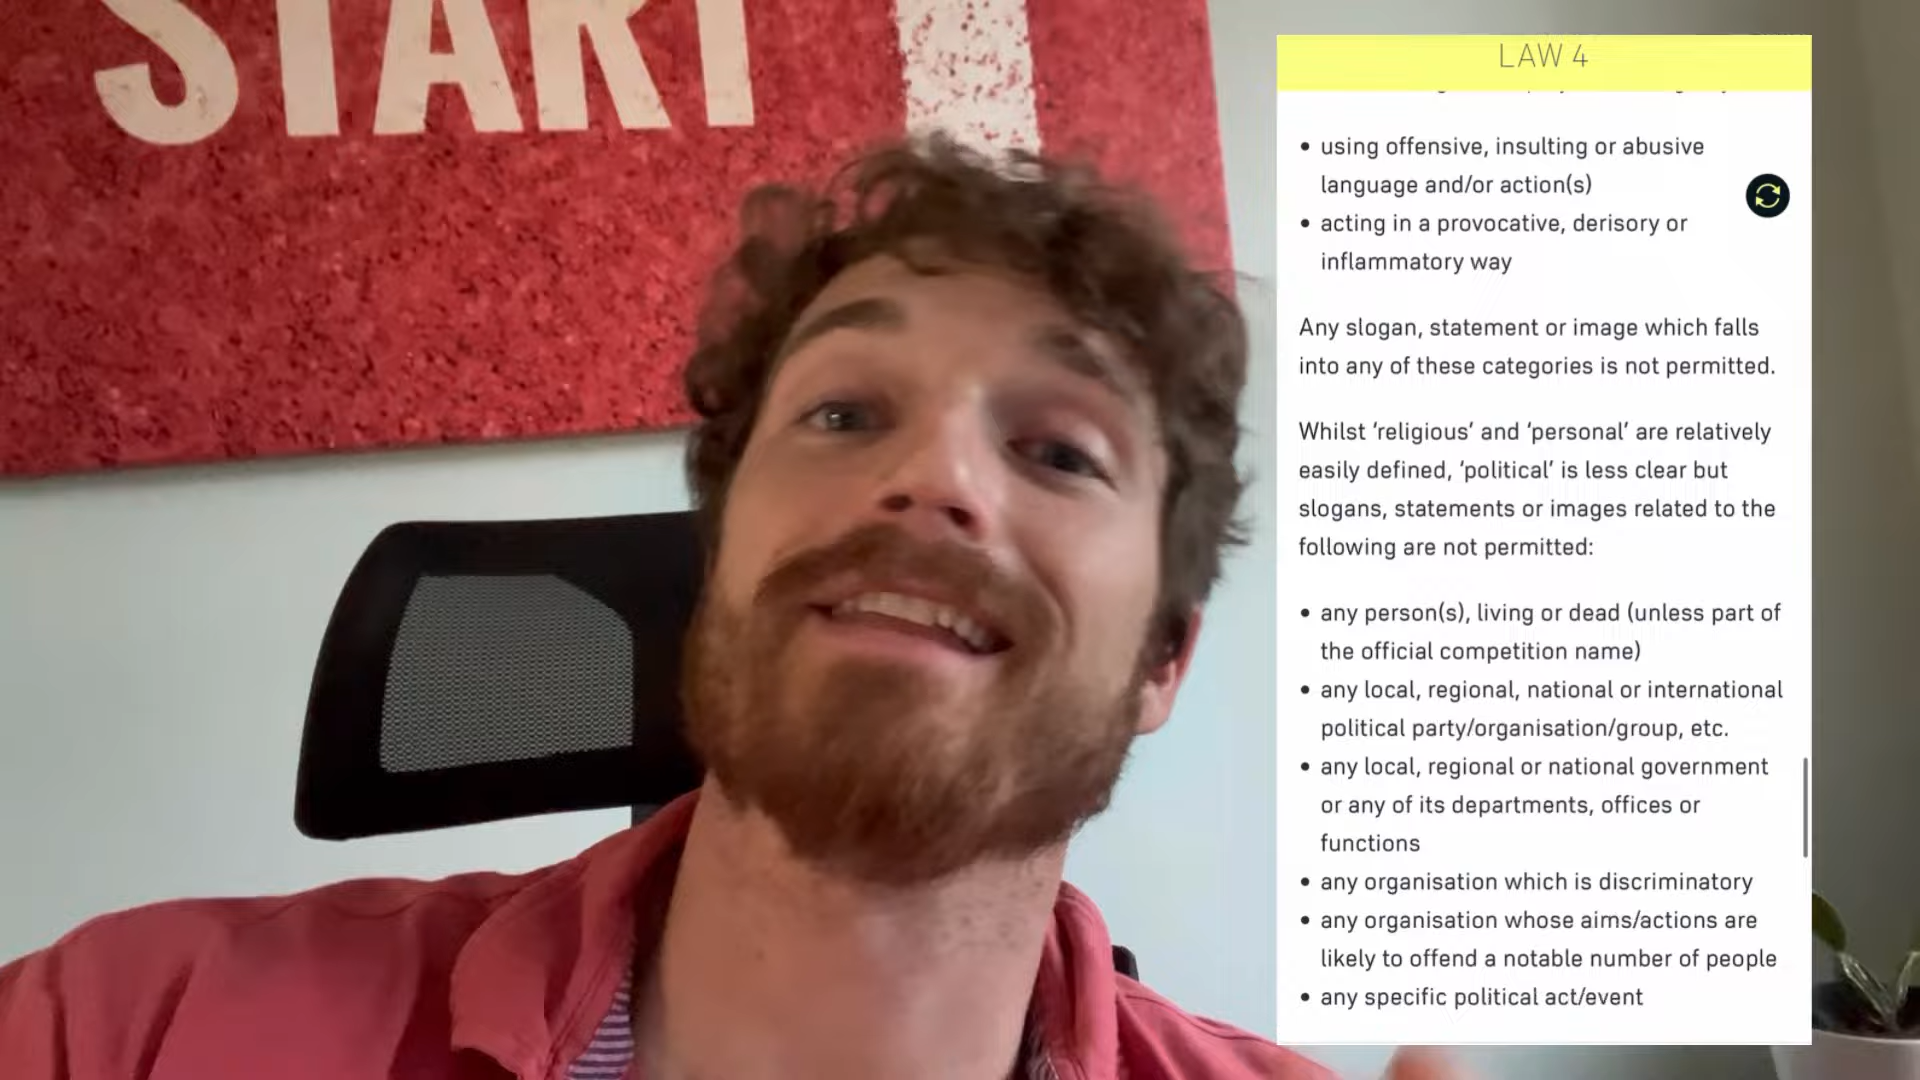 START
LAW 4
• using offensive, insulting or abusive
language and/or action(s)
• acting in a provocative, derisory or
inflammatory way
Any slogan, statement or image which falls
into any of these categories is not permitted.
Whilst ‘religious’ and ‘personal’ are relatively
easily defined, ‘political’ is less clear but
slogans, statements or images related to the
following are not permitted:
• any person(s), living or dead (unless part of
the official competition name)
• any local, regional, national or international
political party/organisation/group, etc.
• any local, regional or national government
or any of its departments, offices or
functions
• any organisation which is discriminatory
• any organisation whose aims/actions are
likely to offend a notable number of people
• any specific political act/event